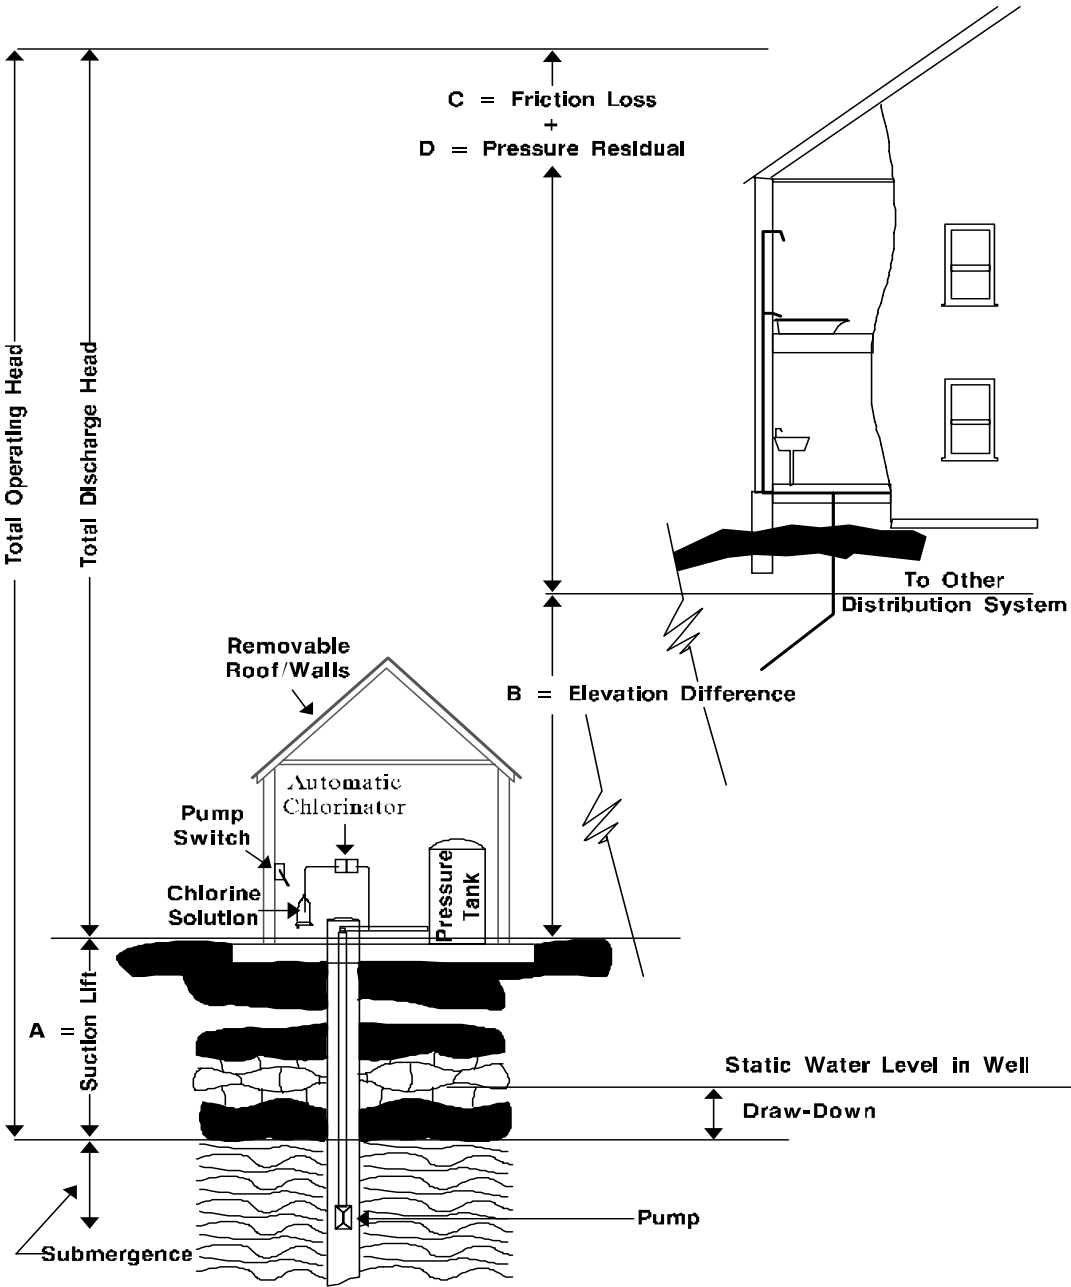 C = Friction Loss
+
D = Pressure Residual
Total Operating Head
Total Discharge Head
To Other
Distribution System
Removable
Roof/Walls
B = Elevation Difference
Automatic
Chlorinator
Pump
Switch
Chlorine
Solution
Pressure
Tank
A =
Suction Lift
Static Water Level in Well
Draw-Down
Pump
Submergence